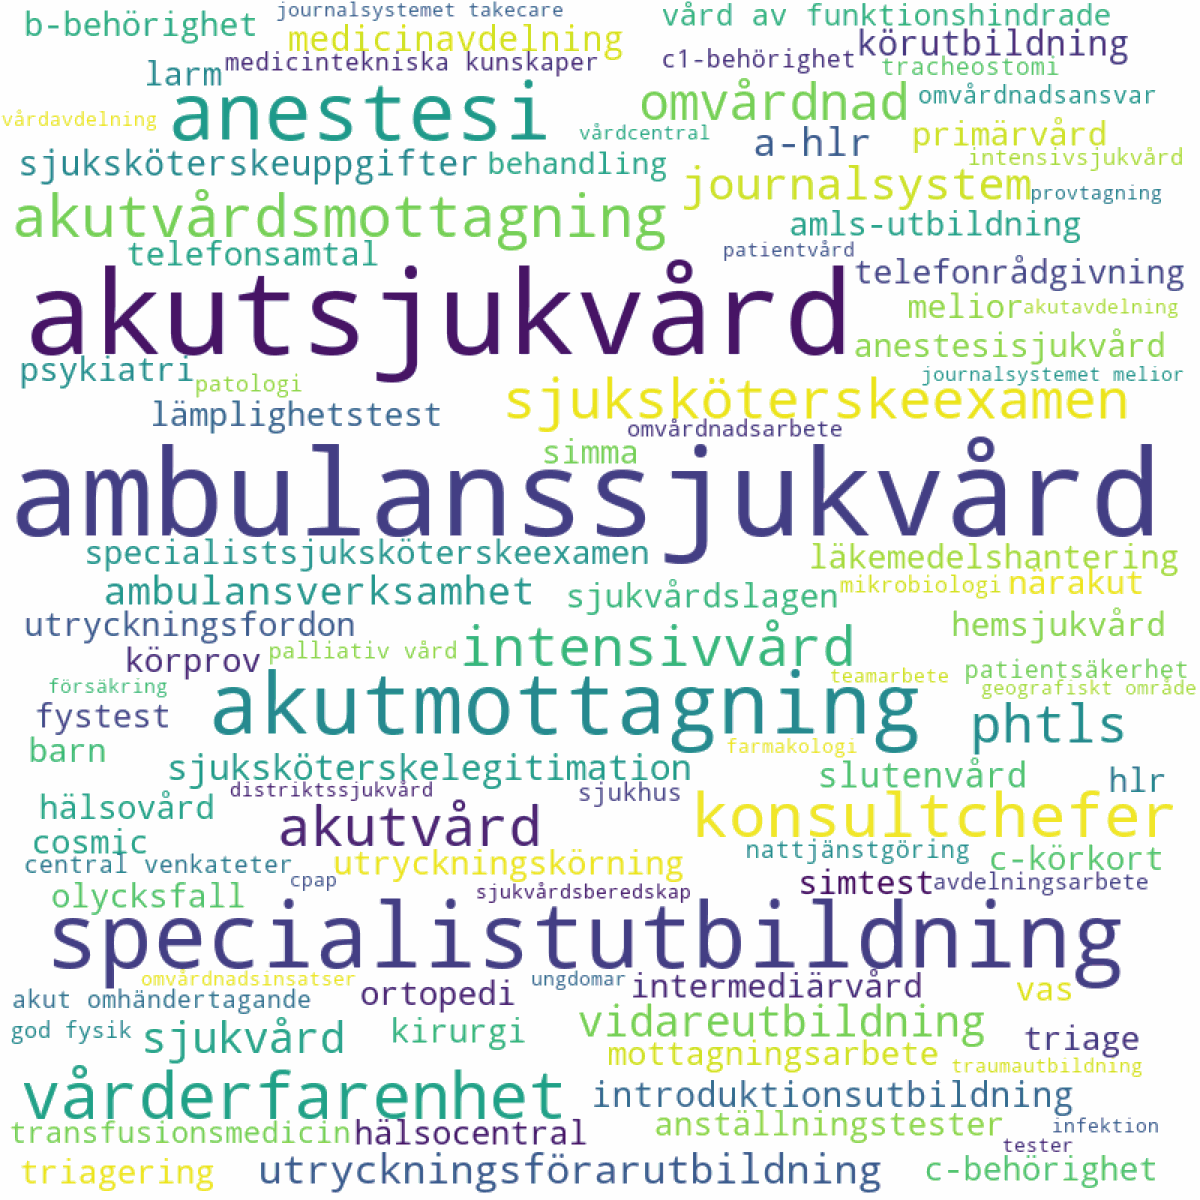 journalsystemet takecare
b-behörighet
vård av funktionshindrade
medicinavdelning
körutbildning
medicintekniska kunskaper
c1-behörighet
larm
tracheostomi
anestesi
omvårdnad
omvårdnadsansvar
vårdavdelning
vårdcentral
a-hlr
primärvård
sjuksköterskeuppgifter
behandling
intensivsjukvård
journalsystem
provtagning
akutvårdsmottagning
amls-utbildning
telefonsamtal
patientvård
akutsjukvård
telefonrådgivning
melior
akutavdelning
anestesisjukvård
psykiatri
patologi
journalsystemet melior
sjuksköterskeexamen
lämplighetstest
omvårdnadsarbete
simma
ambulanssjukvård
specialistsjuksköterskeexamen
läkemedelshantering
ambulansverksamhet
sjukvårdslagen
mikrobiologi
närakut
utryckningsfordon
hemsjukvård
körprov
palliativ vård
intensivvård
patientsäkerhet
teamarbete
försäkring
geografiskt område
akutmottagning
fystest
phtls
barn
farmakologi
sjuksköterskelegitimation
slutenvård
hlr
distriktssjukvård
sjukhus
hälsovård
akutvård
konsultchefer
cosmic
nattjänstgöring
central venkateter
utryckningskörning
c-körkort
cpap
simtest
avdelningsarbete
olycksfall
sjukvårdsberedskap
specialistutbildning
omvårdnadsinsatser
ungdomar
intermediärvård
akut omhändertagande
ortopedi
vas
god fysik
sjukvård
kirurgi
vidareutbildning
triage
mottagningsarbete
traumautbildning
vårderfarenhet
introduktionsutbildning
transfusionsmedicin
hälsocentral
anställningstester
infektion
tester
triagering
utryckningsförarutbildning
c-behörighet